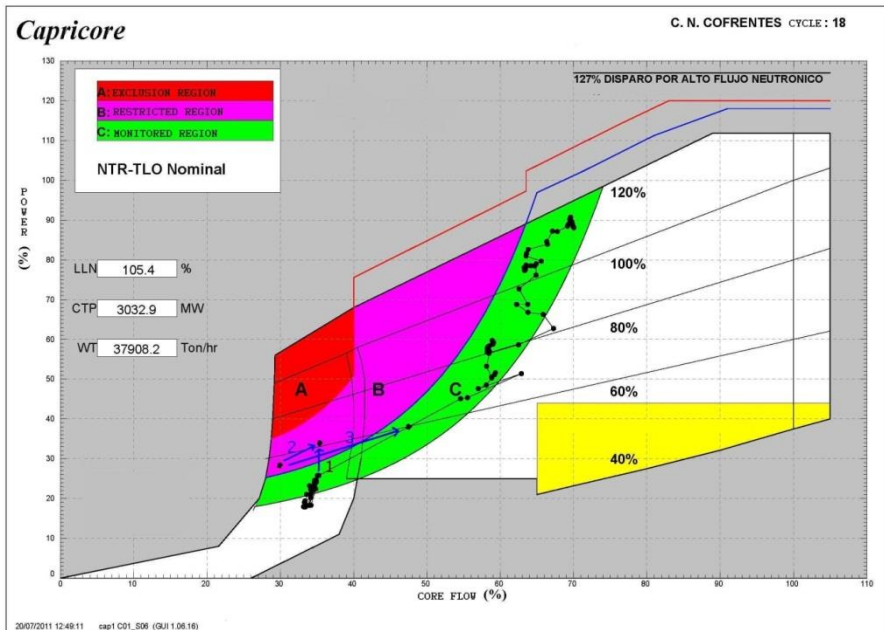 Capricore
C. N. COFRENTES CYCLE : 18
130
127% DISPARO POR ALTO FLUJO NEUTRONICO
A: EXCLUSION REGION
B: RESTRICTED REGION
C: MONITORED REGION
NTR-TLO Nominal
120
110
100
90
80
70
60
50
40
30
20
10
0
POWER
(%)
LLN 105.4 %
CTP 3032.9 MW
WT 37908.2 Ton/hr
120%
100%
80%
60%
40%
A
B
C
A
2
3
1
0 10 20 30 40 50 60 70 80 90 100 110
CORE FLOW (%)
20/07/2011 12:49:11 cap1 C01_S06 (GUI 1.06.16)